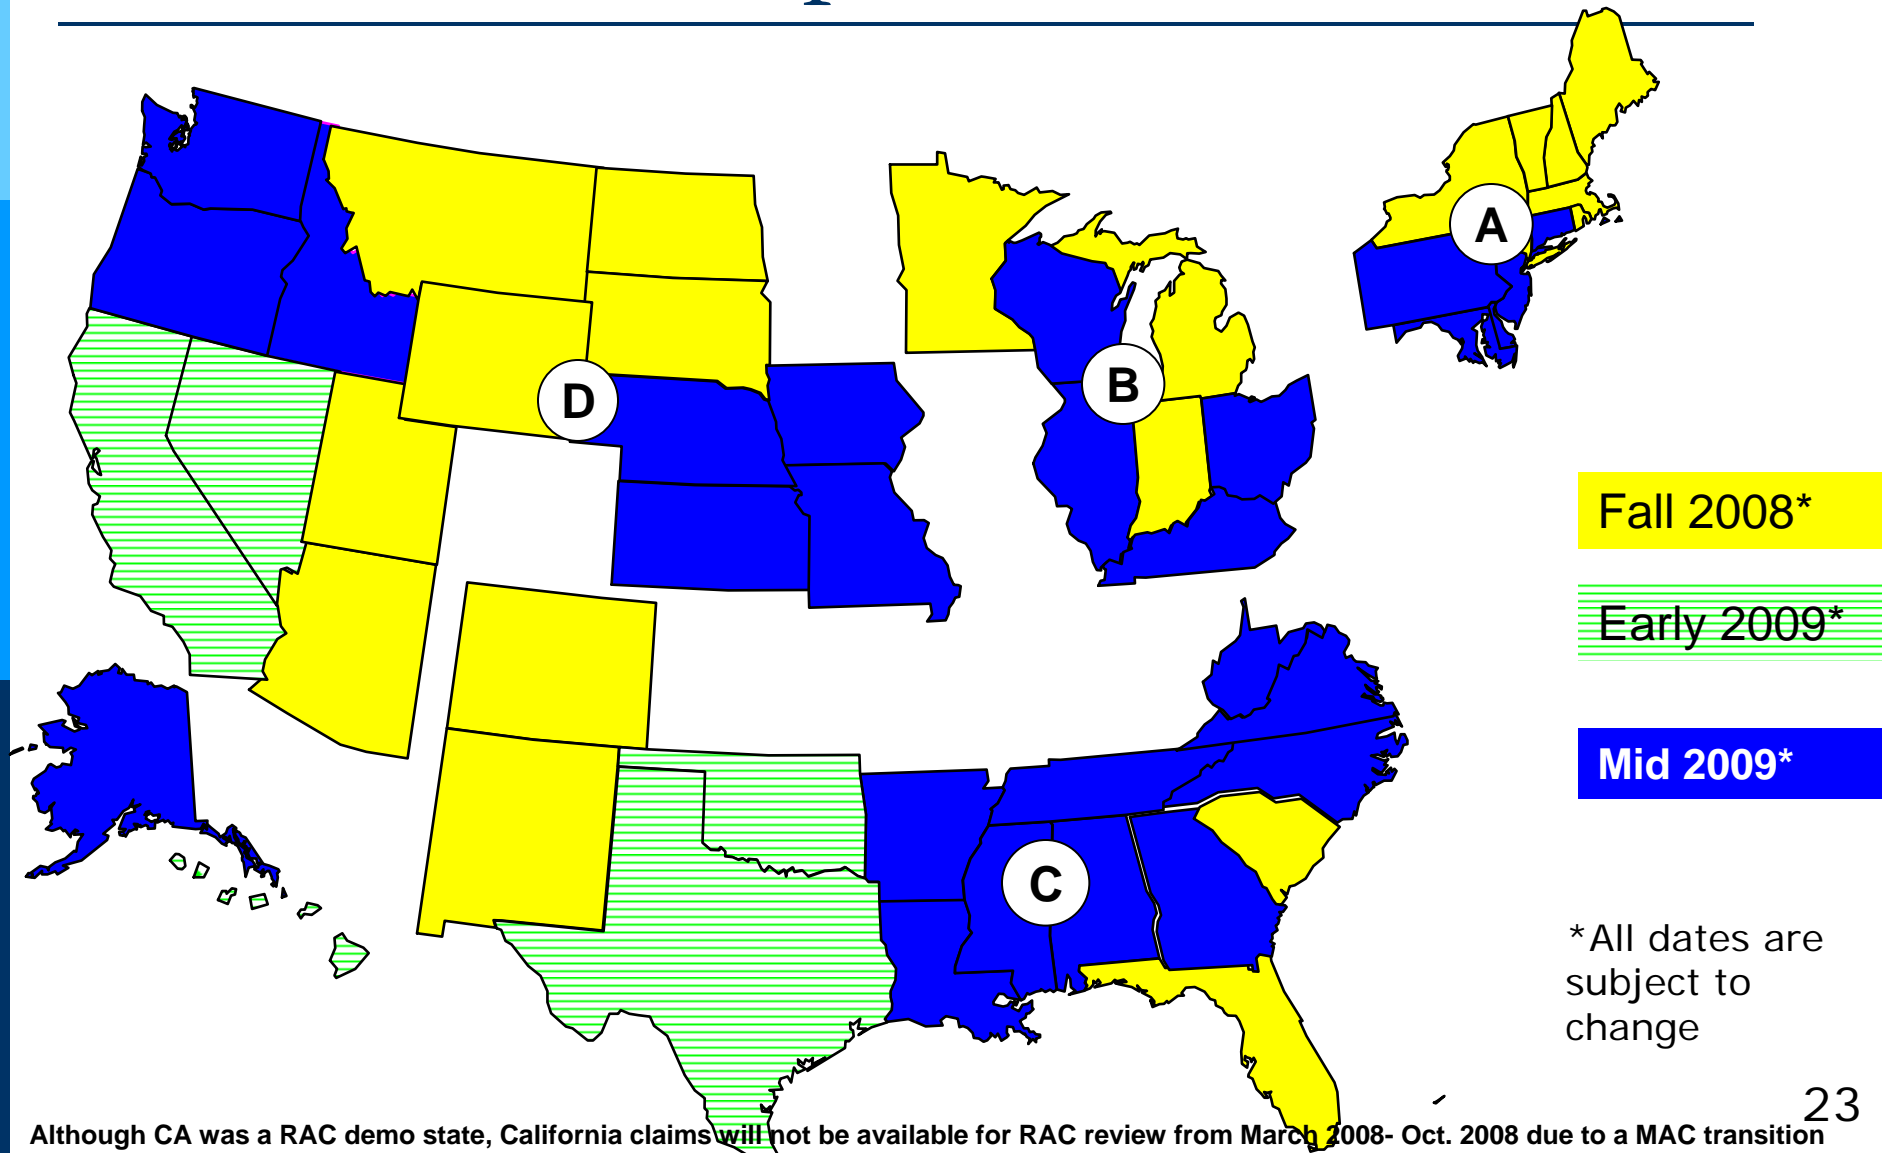 A
B
D
Fall 2008*
Early 2009*
Mid 2009*
C
*All dates are
subject to
change
23
Although CA was a RAC demo state, California claims will not be available for RAC review from March 2008- Oct. 2008 due to a MAC transition